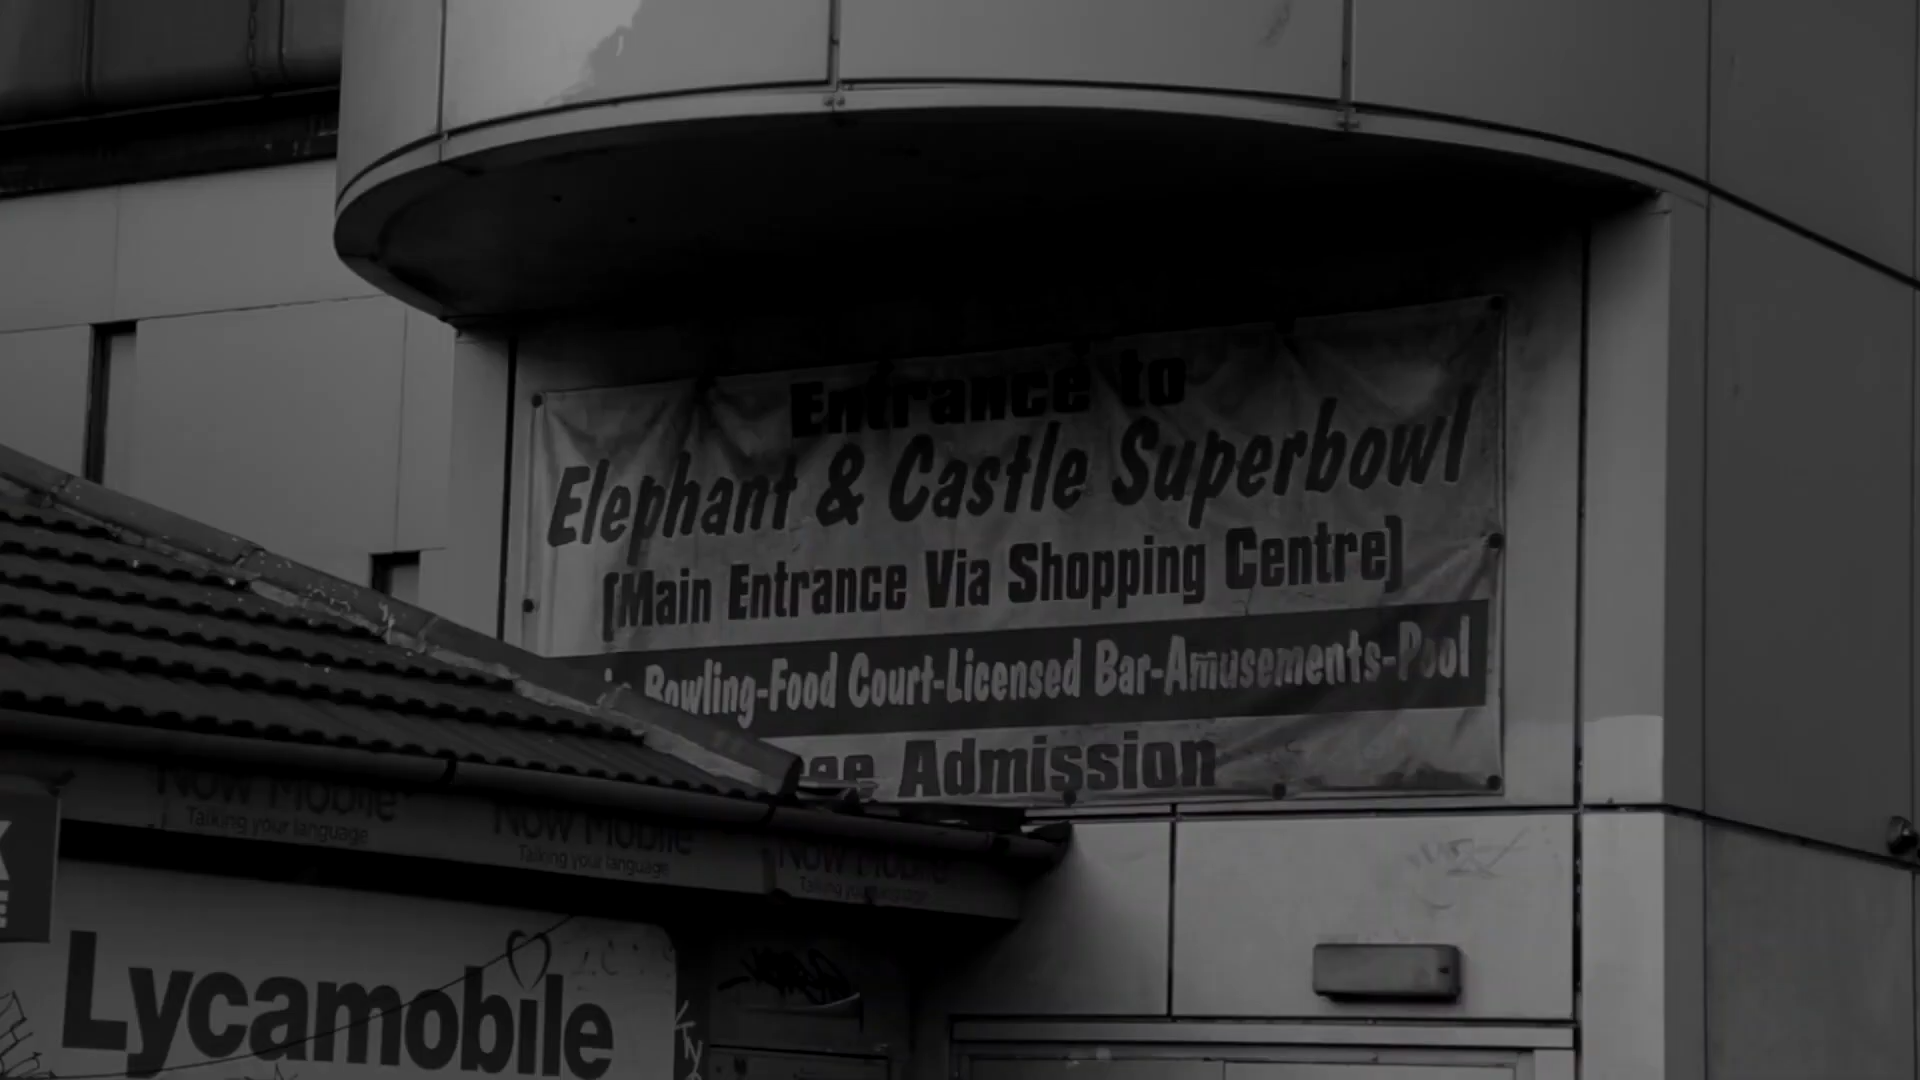 Entrance to
Elephant & Castle Superbowl
(Main Entrance Via Shopping Centre)
Bowling-Food Court-Licensed Bar-Amusements-Pool
Admission
Now Mobile
Talking your language
Now Mobile
Talking your language
Now Mobile
Talking your language
Lycamobile